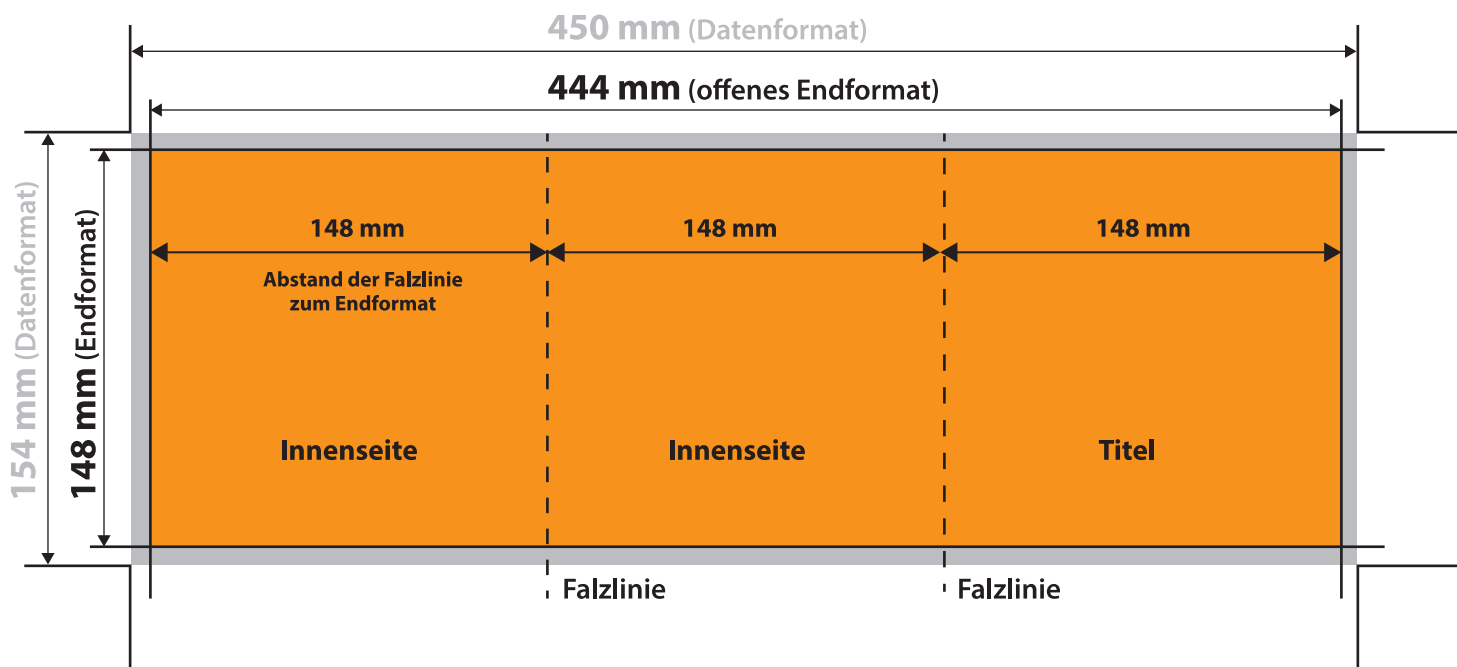 450 mm (Datenformat)
444 mm (offenes Endformat)
154 mm (Datenformat)
148 mm (Endformat)
148 mm
148 mm
148 mm
Abstand der Falzlinie
zum Endformat
Innenseite
Innenseite
Titel
Falzlinie
Falzlinie